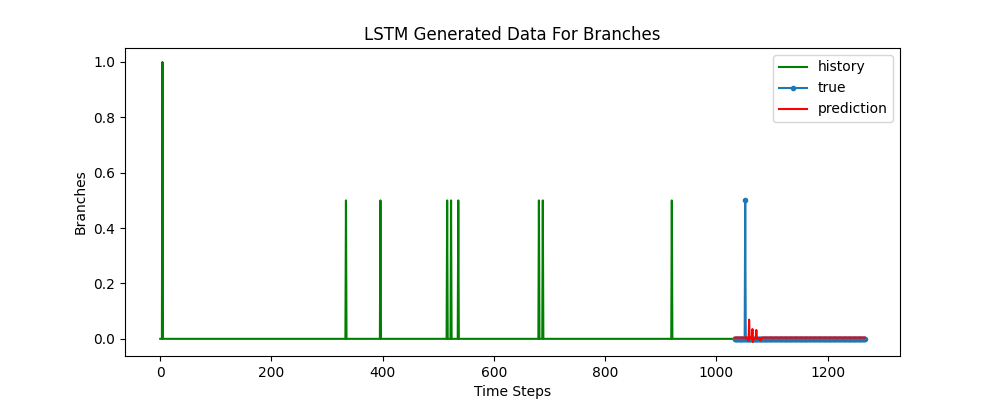 LSTM Generated Data For Branches
history
true
prediction
Branches
1.0
0.8
0.6
0.4
0.2
0.0
0
200
400
600
800
1000
1200
Time Steps